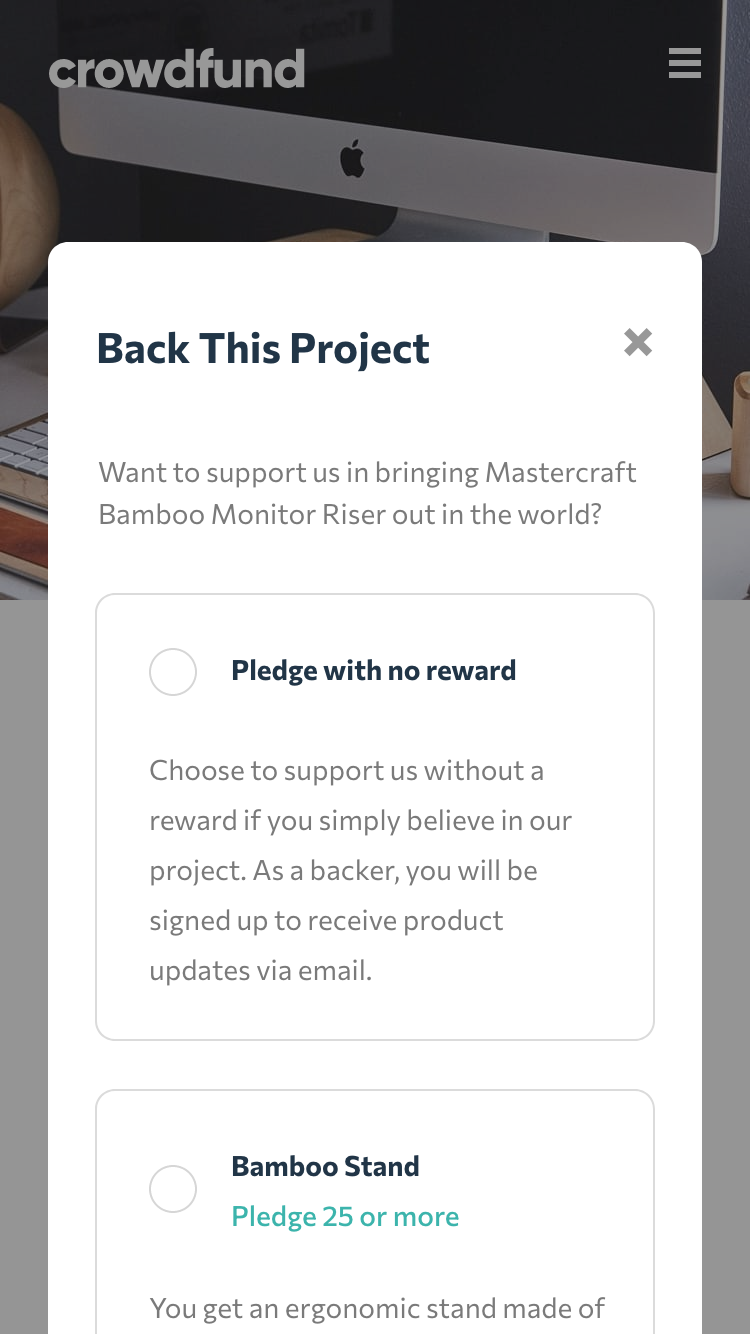 crowdfund
Back This Project
Want to support us in bringing Mastercraft
Bamboo Monitor Riser out in the world?
Pledge with no reward
Choose to support us without a
reward if you simply believe in our
project. As a backer, you will be
signed up to receive product
updates via email.
Bamboo Stand
Pledge 25 or more
You get an ergonomic stand made of